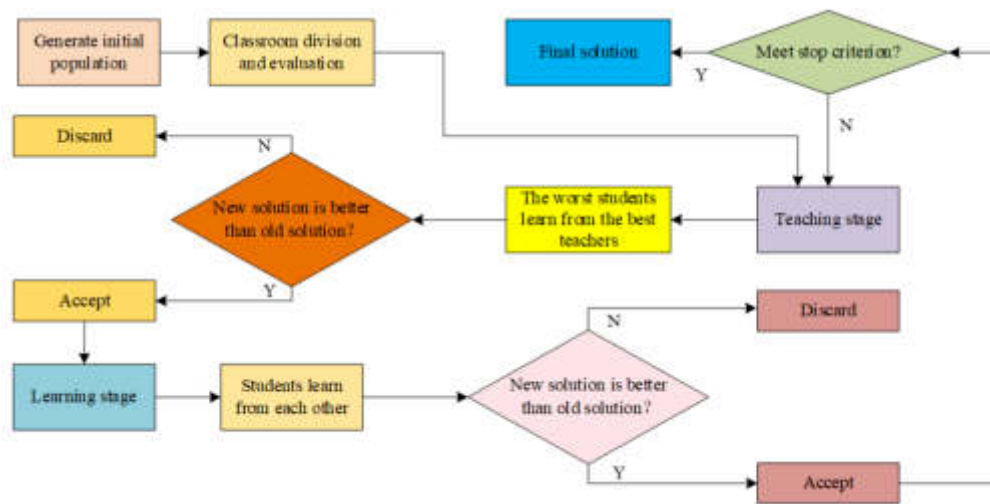 Generate initial
population
Classroom division
and evaluation
Final solution
Meet stop criterion?
Y
N
Discard
N
New solution is better
than old solution?
The worst students
learn from the best
teachers
Teaching stage
Y
Accept
Discard
N
Learning stage
Students learn
from each other
New solution is better
than old solution?
Y
Accept